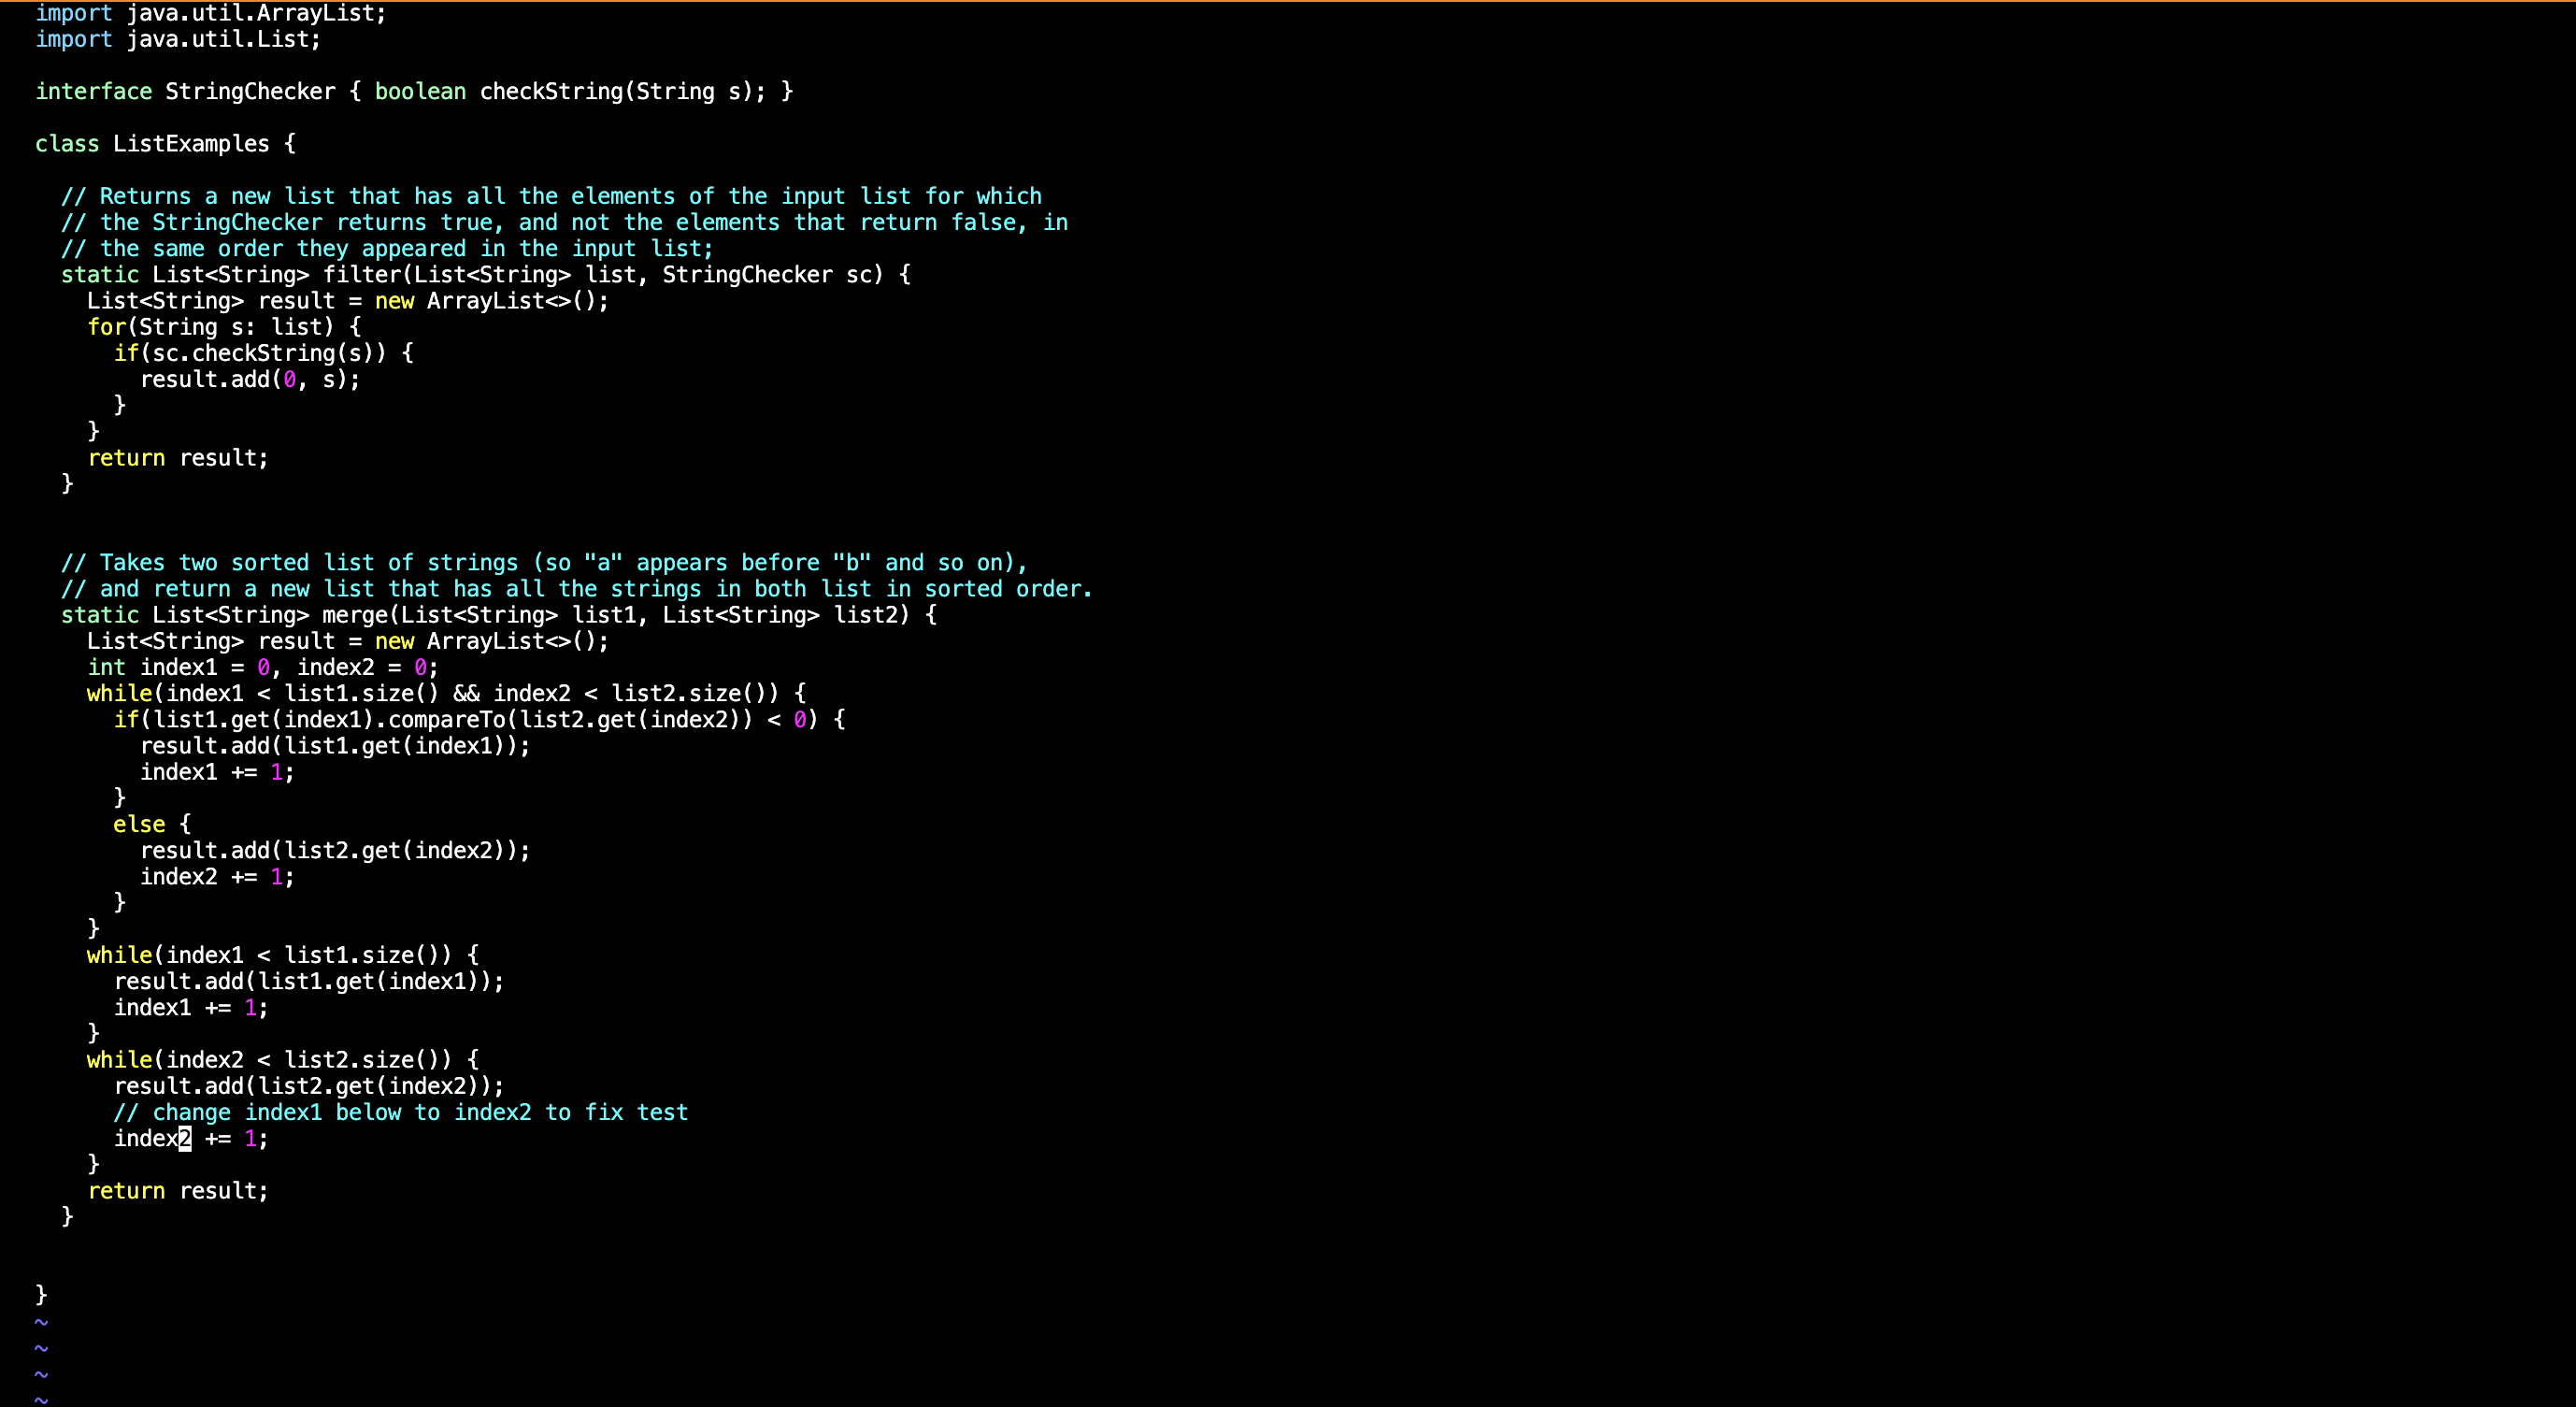 import java.util.ArrayList;
import java.util.List;

interface StringChecker { boolean checkString(String s); }

class ListExamples {

  // Returns a new list that has all the elements of the input list for which
  // the StringChecker returns true, and not the elements that return false, in
  // the same order they appeared in the input list;
  static List<String> filter(List<String> list, StringChecker sc) {
    List<String> result = new ArrayList<>();
    for(String s: list) {
      if(sc.checkString(s)) {
        result.add(0, s);
      }
    }
    return result;
  }


  // Takes two sorted list of strings (so "a" appears before "b" and so on),
  // and return a new list that has all the strings in both list in sorted order.
  static List<String> merge(List<String> list1, List<String> list2) {
    List<String> result = new ArrayList<>();
    int index1 = 0, index2 = 0;
    while(index1 < list1.size() && index2 < list2.size()) {
      if(list1.get(index1).compareTo(list2.get(index2)) < 0) {
        result.add(list1.get(index1));
        index1 += 1;
      }
      else {
        result.add(list2.get(index2));
        index2 += 1;
      }
    }
    while(index1 < list1.size()) {
      result.add(list1.get(index1));
      index1 += 1;
    }
    while(index2 < list2.size()) {
      result.add(list2.get(index2));
      // change index1 below to index2 to fix test
      index2 += 1;
    }
    return result;
  }


}
~
~
~
~